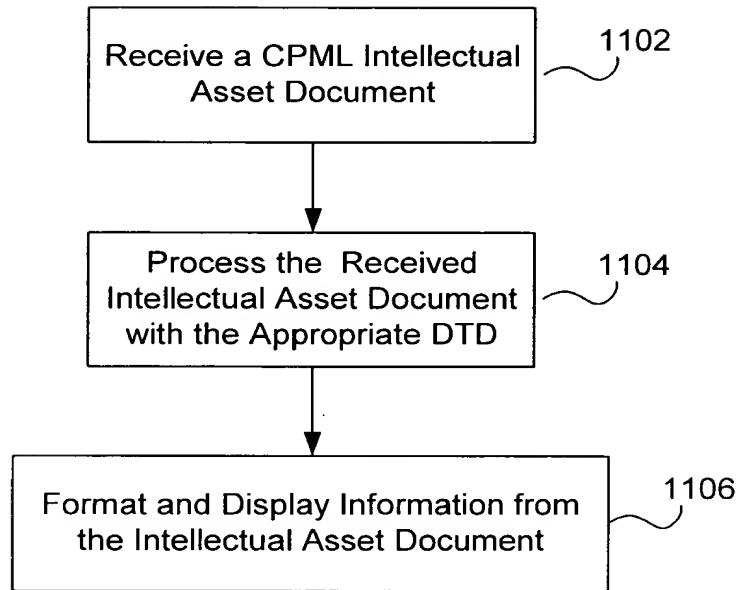 Receive a CPML Intellectual
Asset Document
1102
Process the Received
Intellectual Asset Document
with the Appropriate DTD
1104
Format and Display Information from
the Intellectual Asset Document
1106